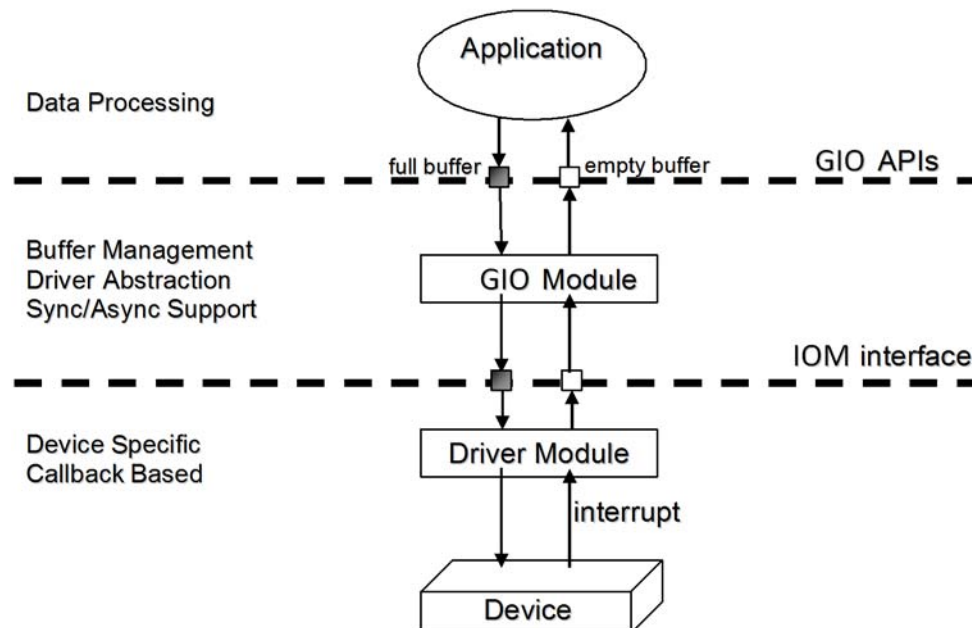 Application
Data Processing
full buffer
empty buffer
GIO APIs
Buffer Management
Driver Abstraction
Sync/Async Support
GIO Module
IOM interface
Device Specific
Callback Based
Driver Module
interrupt
Device